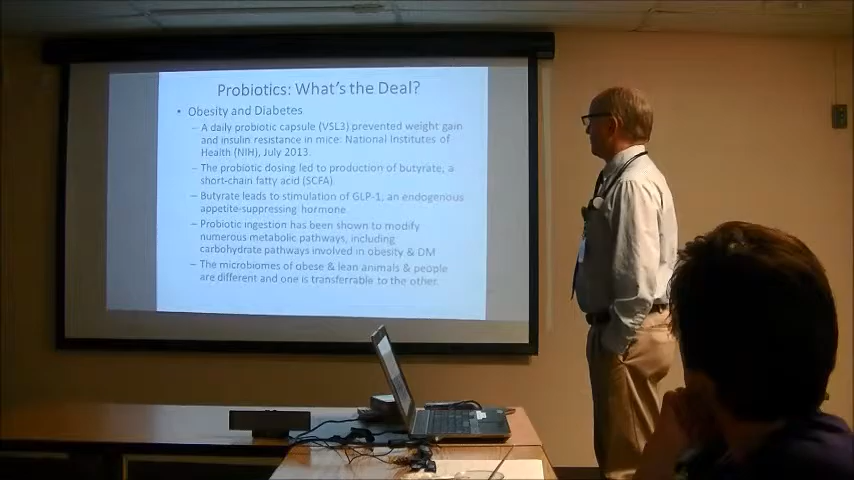 Probiotics: What's the Deal?
• Obesity and Diabetes
– A daily probiotic capsule (VSL3) prevented weight gain
and insulin resistance in mice: National Institutes of
Health (NIH), July 2013.
– The probiotic dosing led to production of butyrate, a
short-chain fatty acid (SCFA)
– Butyrate leads to stimulation of GLP-1, an endogenous
appetite-suppressing hormone
– Probiotic ingestion has been shown to modify
numerous metabolic pathways, including
carbohydrate pathways involved in obesity & DM
– The microbiomes of obese & lean animals & people
are different and one is transferrable to the other.